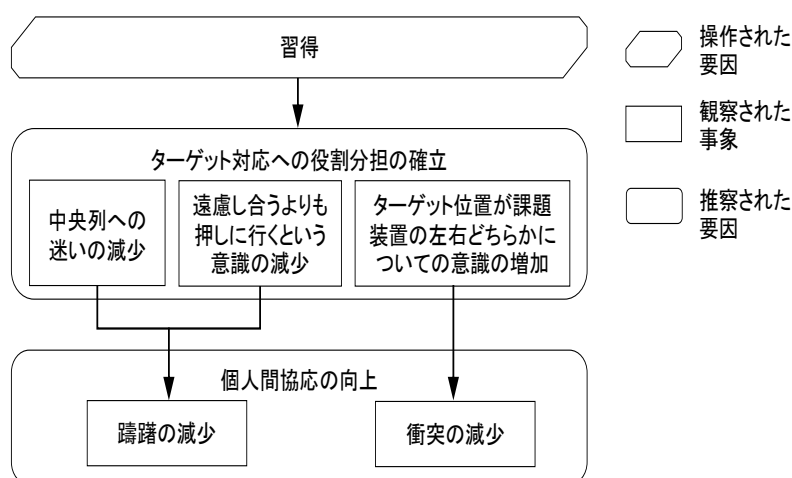 習得
ターゲット対応への役割分担の確立
中央列への
迷いの減少
遠慮し合うよりも
押しに行くという
意識の減少
ターゲット位置が課題
装置の左右どちらかに
ついての意識の増加
個人間協応の向上
躊躇の減少
衝突の減少
操作された
要因
観察された
事象
推察された
要因